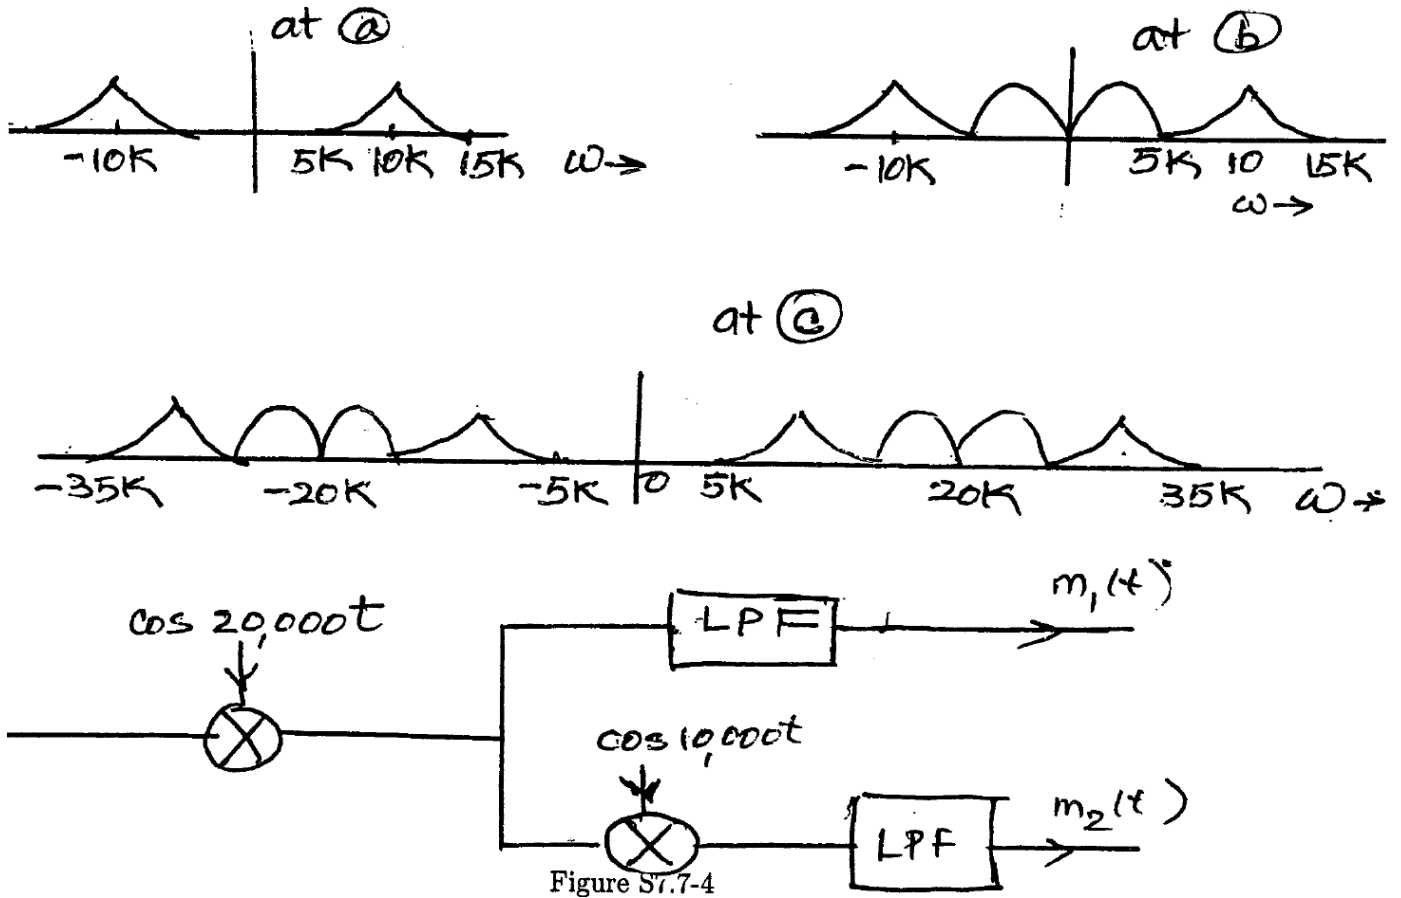 at ⓐ
at ⓑ
-10K 5K 10K 15K ω→
-10K 5K 10 15K
ω→
at ⓒ
-35K -20K -5K 0 5K 20K 35K ω→
m₁(t)
cos 20,000t
LPF
cos 10,000t
m₂(t)
LPF
Figure S7.7-4